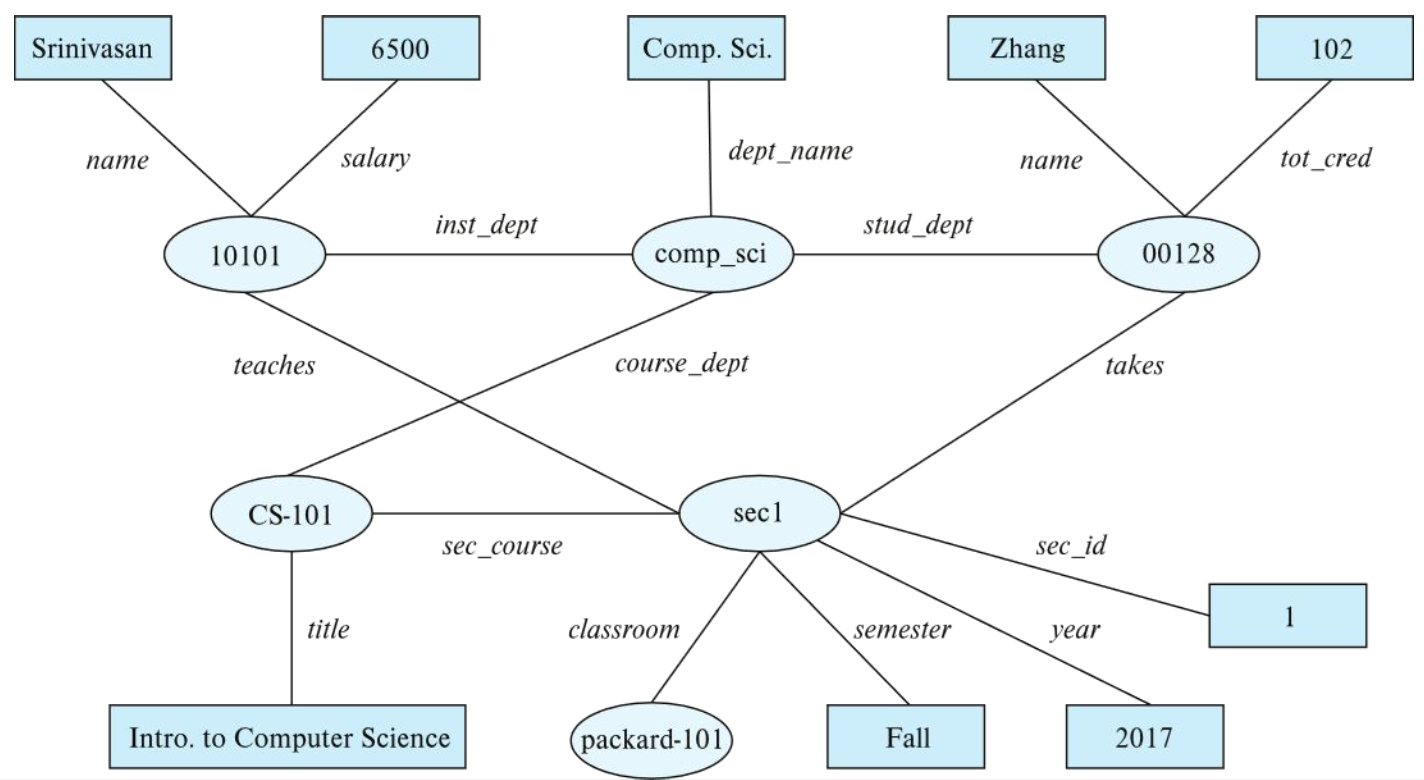 Srinivasan
6500
Comp. Sci.
Zhang
102
name
salary
dept_name
name
tot_cred
10101
inst_dept
comp_sci
stud_dept
00128
teaches
course_dept
takes
CS-101
sec_course
sec1
sec_id
1
title
classroom
semester
year
Intro. to Computer Science
packard-101
Fall
2017